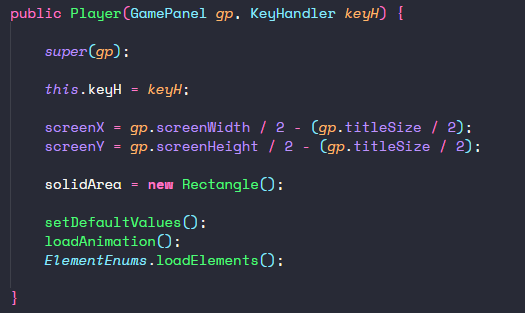 public Player(GamePanel gp, KeyHandler keyH) {
super(gp);
this.keyH = keyH;
screenX = gp.screenWidth / 2 - (gp.titleSize / 2);
screenY = gp.screenHeight / 2 - (gp.titleSize / 2);
solidArea = new Rectangle();
setDefaultValues();
loadAnimation();
ElementEnums.loadElements();
}